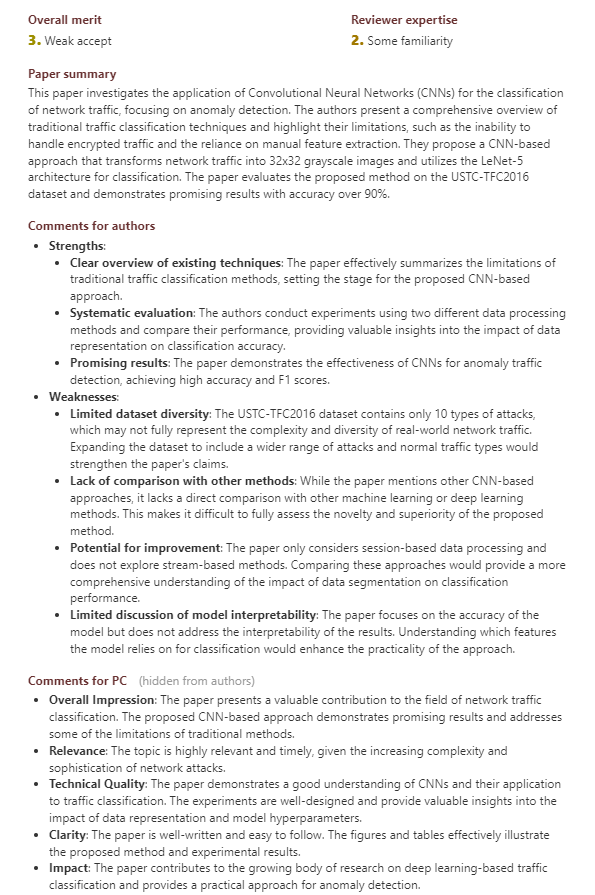 Overall merit
Reviewer expertise
3. Weak accept
2. Some familiarity
Paper summary
This paper investigates the application of Convolutional Neural Networks (CNNs) for the classification
of network traffic, focusing on anomaly detection. The authors present a comprehensive overview of
traditional traffic classification techniques and highlight their limitations, such as the inability to
handle encrypted traffic and the reliance on manual feature extraction. They propose a CNN-based
approach that transforms network traffic into 32x32 grayscale images and utilizes the LeNet-5
architecture for classification. The paper evaluates the proposed method on the USTC-TFC2016
dataset and demonstrates promising results with accuracy over 90%.
Comments for authors
• Strengths:
• Clear overview of existing techniques: The paper effectively summarizes the limitations of
traditional traffic classification methods, setting the stage for the proposed CNN-based
approach.
• Systematic evaluation: The authors conduct experiments using two different data processing
methods and compare their performance, providing valuable insights into the impact of data
representation on classification accuracy.
• Promising results: The paper demonstrates the effectiveness of CNNs for anomaly traffic
detection, achieving high accuracy and F1 scores.
• Weaknesses:
• Limited dataset diversity: The USTC-TFC2016 dataset contains only 10 types of attacks,
which may not fully represent the complexity and diversity of real-world network traffic.
Expanding the dataset to include a wider range of attacks and normal traffic types would
strengthen the paper's claims.
• Lack of comparison with other methods: While the paper mentions other CNN-based
approaches, it lacks a direct comparison with other machine learning or deep learning
methods. This makes it difficult to fully assess the novelty and superiority of the proposed
method.
• Potential for improvement: The paper only considers session-based data processing and
does not explore stream-based methods. Comparing these approaches would provide a more
comprehensive understanding of the impact of data segmentation on classification
performance.
• Limited discussion of model interpretability: The paper focuses on the accuracy of the
model but does not address the interpretability of the results. Understanding which features
the model relies on for classification would enhance the practicality of the approach.
Comments for PC (hidden from authors)
• Overall Impression: The paper presents a valuable contribution to the field of network traffic
classification. The proposed CNN-based approach demonstrates promising results and addresses
some of the limitations of traditional methods.
• Relevance: The topic is highly relevant and timely, given the increasing complexity and
sophistication of network attacks.
• Technical Quality: The paper demonstrates a good understanding of CNNs and their application
to traffic classification. The experiments are well-designed and provide valuable insights into the
impact of data representation and model hyperparameters.
• Clarity: The paper is well-written and easy to follow. The figures and tables effectively illustrate
the proposed method and experimental results.
• Impact: The paper contributes to the growing body of research on deep learning-based traffic
classification and provides a practical approach for anomaly detection.